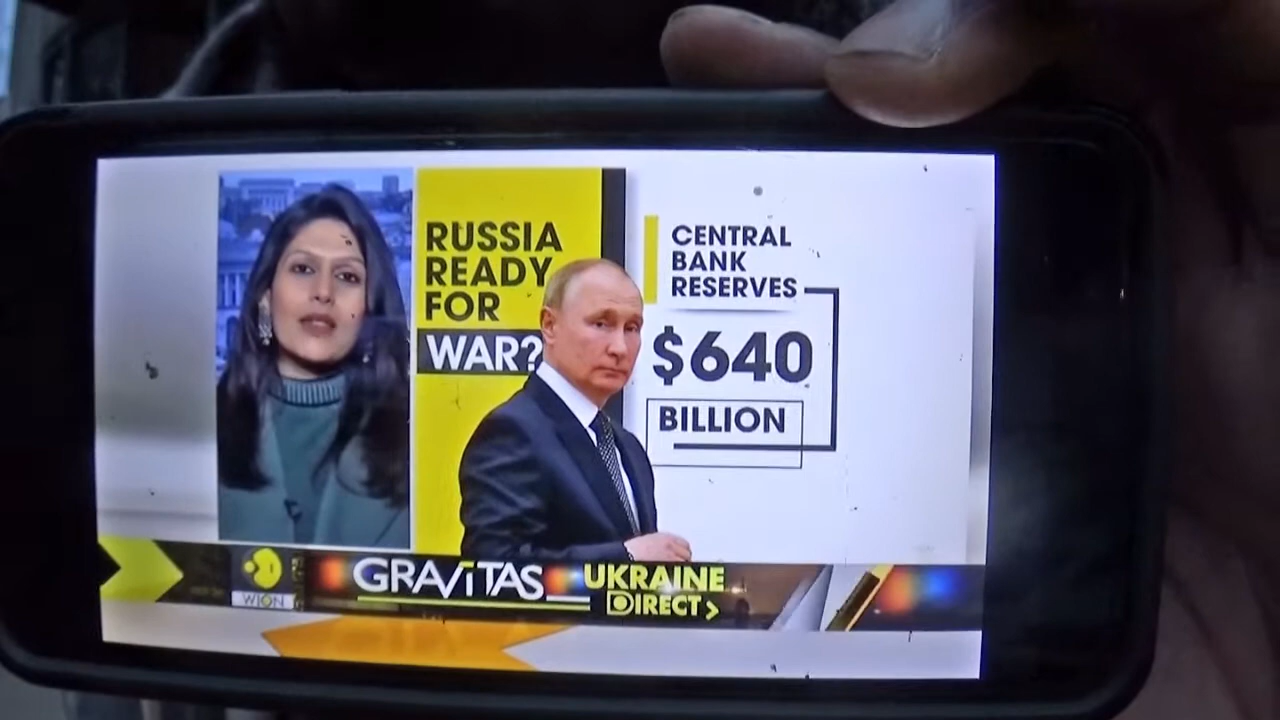 RUSSIA
READY
FOR
WAR?
CENTRAL
BANK
RESERVES
$640
BILLION
WION
GRAVITAS
UKRAINE
DIRECT